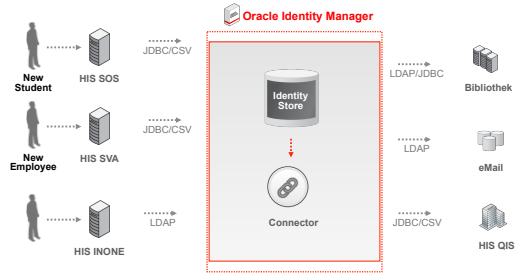 Oracle Identity Manager
JDBC/CSV
New
Student
HIS SOS
Identity
Store
LDAP/JDBC
Bibliothek
JDBC/CSV
New
Employee
HIS SVA
LDAP
eMail
Connector
LDAP
HIS INONE
JDBC/CSV
HIS QIS